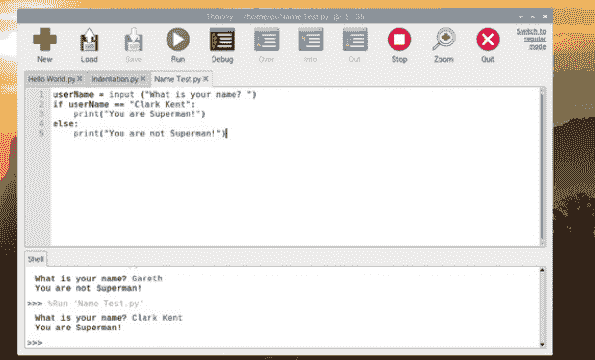 Switch to
regular
mode
New Load Save Run Debug Over Into Out Stop Zoom Quit
Hello World.py Indentation.py Name Test.py
1 userName = input ("What is your name? ")
2 if userName == "Clark Kent":
3 print("You are Superman!")
4 else:
5 print("You are not Superman!")
Shell
What is your name? Gareth
You are not Superman!
>>> %Run 'Name Test.py'
What is your name? Clark Kent
You are Superman!
>>>